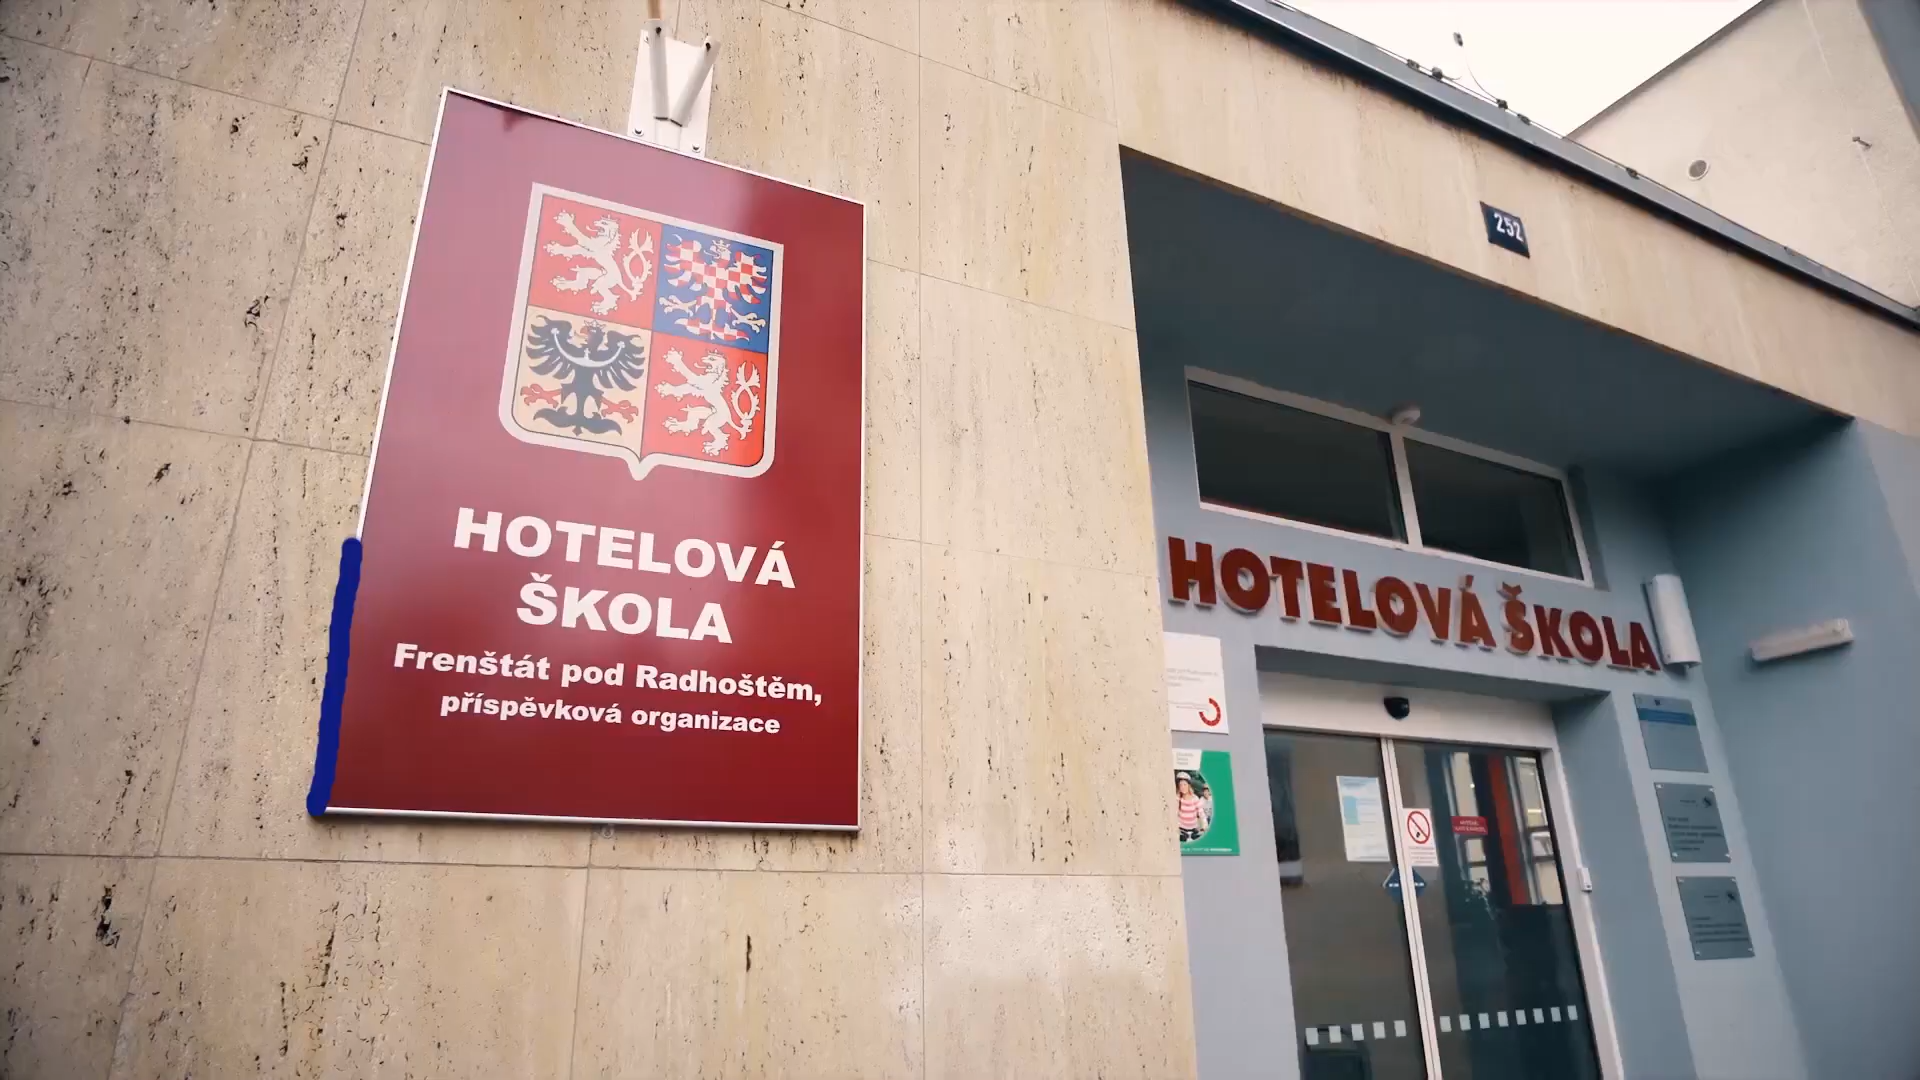 HOTELOVÁ
ŠKOLA
Frenštát pod Radhoštěm,
příspěvková organizace
252
HOTELOVÁ ŠKOLA